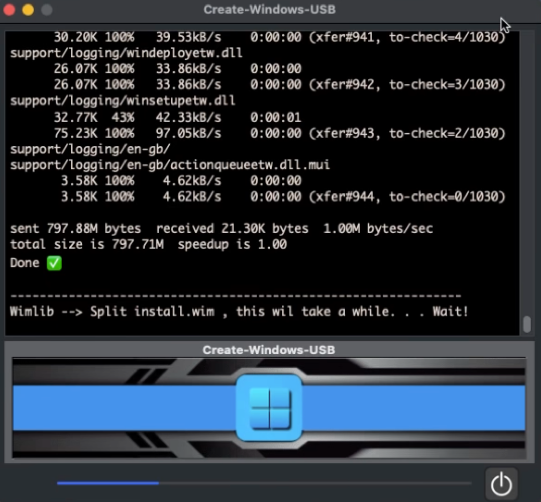 Create-Windows-USB
30.20K 100% 39.53kB/s 0:00:00 (xfer#941, to-check=4/1030)
support/logging/windeployetw.dll
26.07K 100% 33.86kB/s 0:00:00
26.07K 100% 33.86kB/s 0:00:00 (xfer#942, to-check=3/1030)
support/logging/winsetupetw.dll
32.77K 43% 42.33kB/s 0:00:01
75.23K 100% 97.05kB/s 0:00:00 (xfer#943, to-check=2/1030)
support/logging/en-gb/
support/logging/en-gb/actionqueueetw.dll.mui
3.58K 100% 4.62kB/s 0:00:00
3.58K 100% 4.62kB/s 0:00:00 (xfer#944, to-check=0/1030)
sent 797.88M bytes received 21.30K bytes 1.00M bytes/sec
total size is 797.71M speedup is 1.00
Done ✅
-------------------------------------------------------------
Wimlib --> Split install.wim , this wil take a while. . . Wait!
Create-Windows-USB